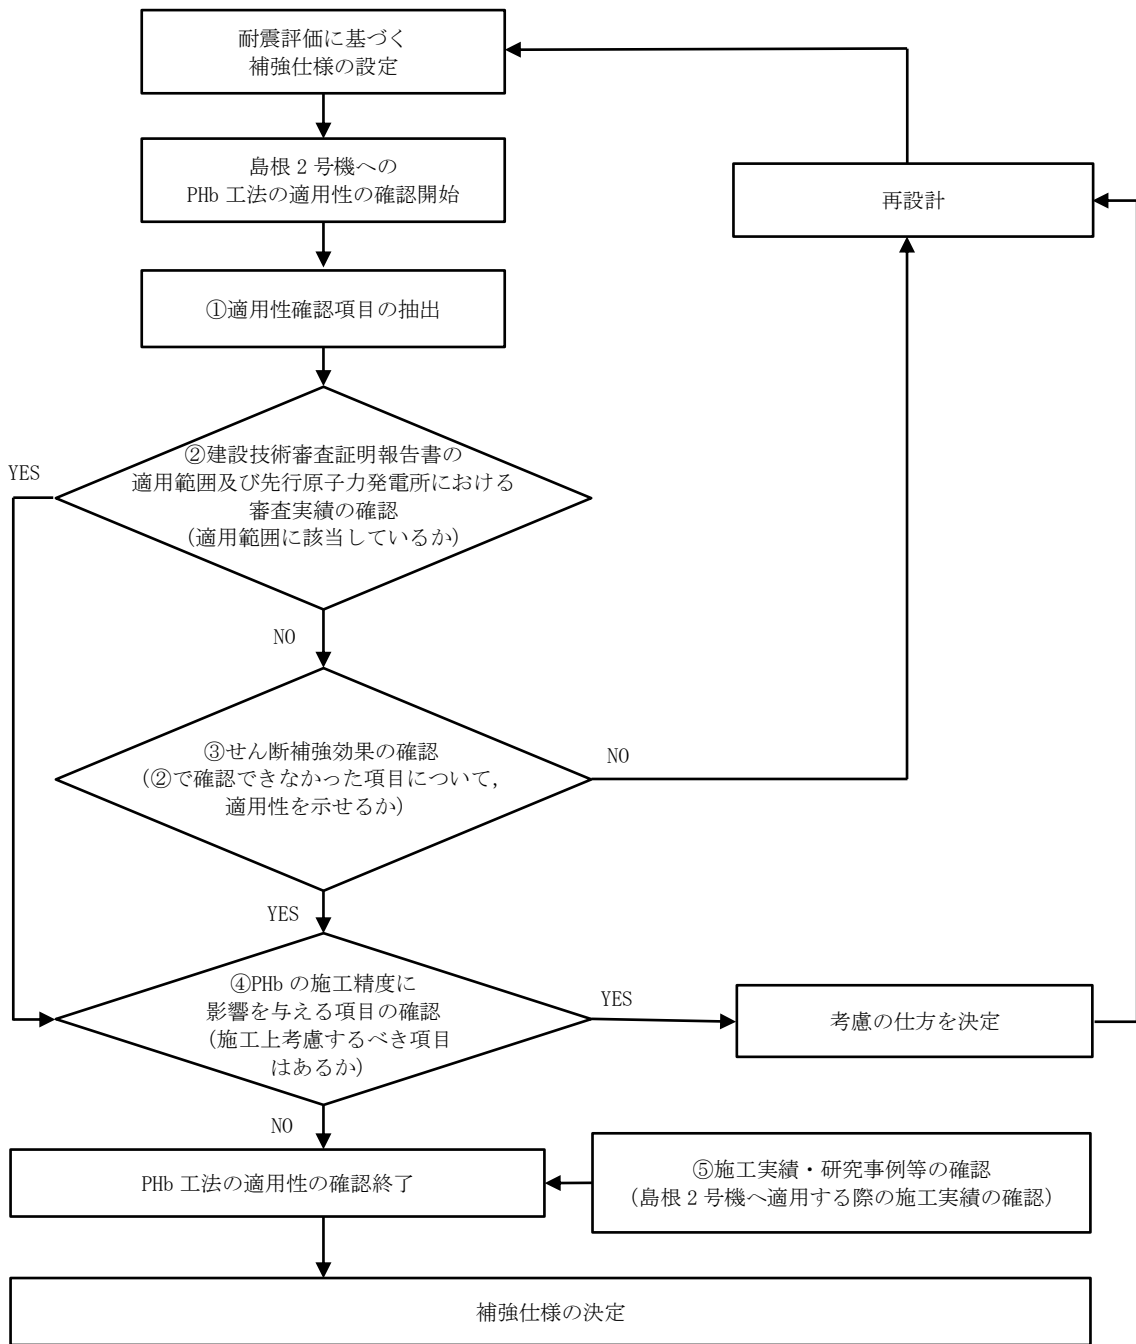 耐震評価に基づく
補強仕様の設定
島根 2 号機への
PHb 工法の適用性の確認開始
再設計
①適用性確認項目の抽出
②建設技術審査証明報告書の
適用範囲及び先行原子力発電所における
審査実績の確認
(適用範囲に該当しているか)
YES
NO
③せん断補強効果の確認
(②で確認できなかった項目について,
適用性を示せるか)
NO
YES
④PHb の施工精度に
影響を与える項目の確認
(施工上考慮するべき項目
はあるか)
YES
考慮の仕方を決定
NO
PHb 工法の適用性の確認終了
⑤施工実績・研究事例等の確認
(島根 2 号機へ適用する際の施工実績の確認)
補強仕様の決定